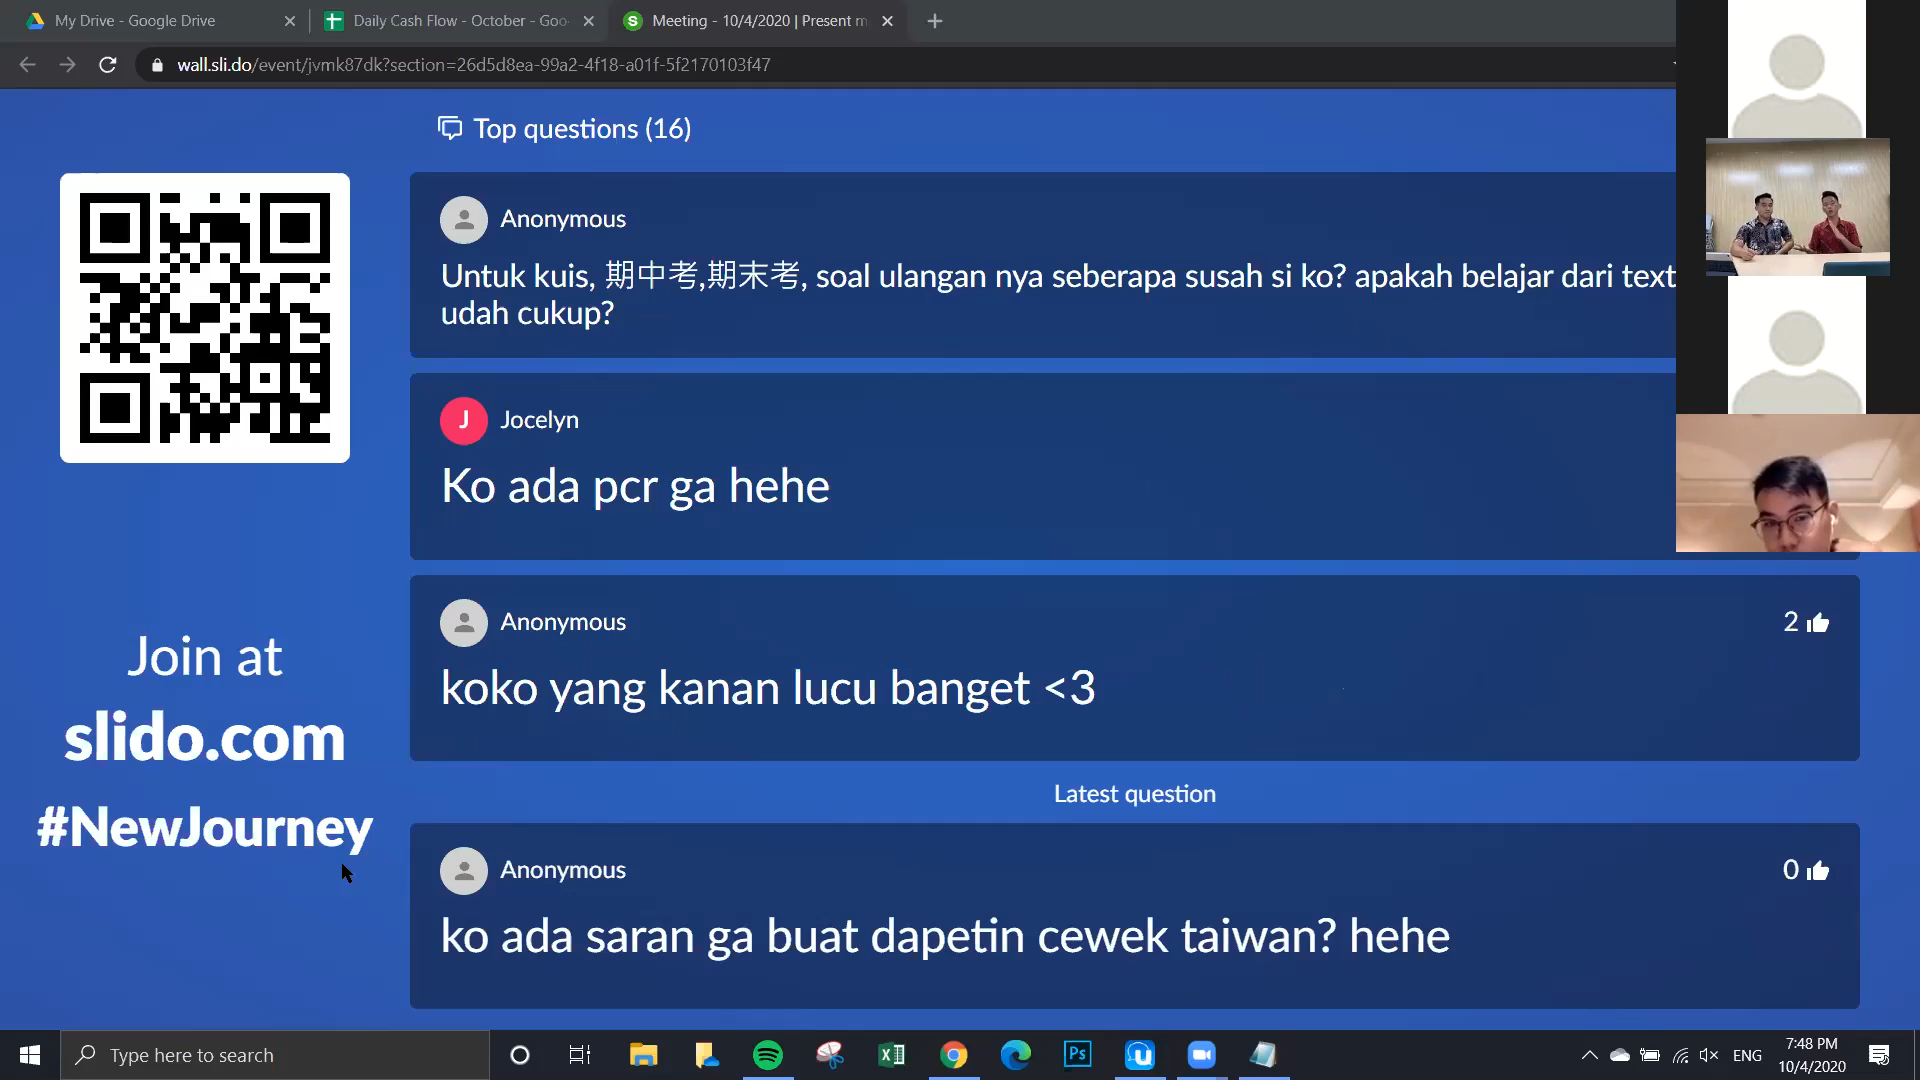 My Drive - Google Drive
Daily Cash Flow - October - Goo
Meeting - 10/4/2020 | Present m
wall.sli.do/event/jvmk87dk?section=26d5d8ea-99a2-4f18-a01f-5f2170103f47
Top questions (16)
Anonymous
Untuk kuis, 期中考,期末考, soal ulangan nya seberapa susah si ko? apakah belajar dari text
udah cukup?
J Jocelyn
Ko ada pcr ga hehe
Anonymous
2
koko yang kanan lucu banget <3
Latest question
Anonymous
0
ko ada saran ga buat dapetin cewek taiwan? hehe
Join at
slido.com
#NewJourney
Type here to search
ENG
7:48 PM
10/4/2020